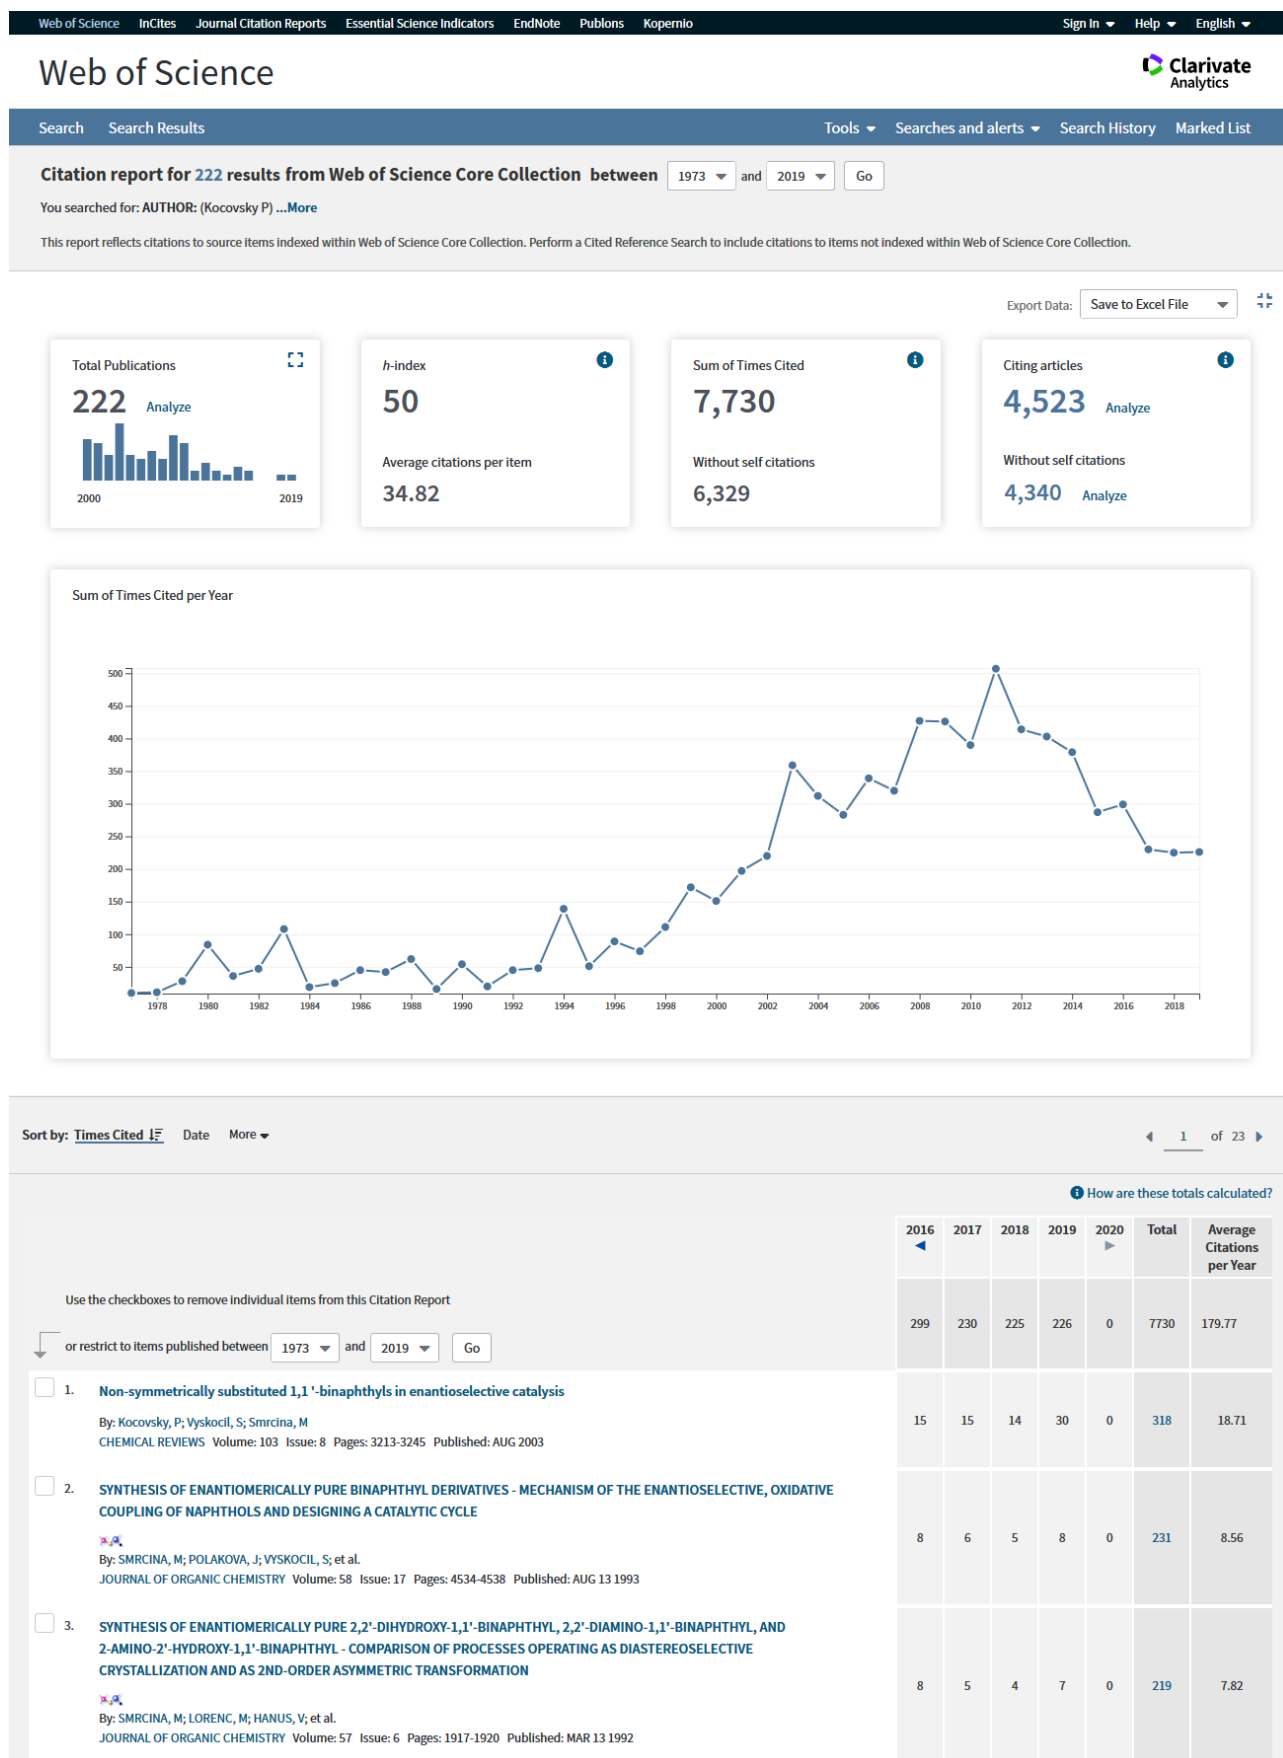 Web of Science InCites Journal Citation Reports Essential Science Indicators EndNote Publons Kopernio Sign In Help English
Web of Science
Clarivate
Analytics
Search Search Results Tools Searches and alerts Search History Marked List
Citation report for 222 results from Web of Science Core Collection between 1973 and 2019 Go
You searched for: AUTHOR: (Kocovsky P) ...More
This report reflects citations to source items indexed within Web of Science Core Collection. Perform a Cited Reference Search to include citations to items not indexed within Web of Science Core Collection.
Export Data: Save to Excel File
Total Publications
222 Analyze
2000 2019
h-index
50
Average citations per item
34.82
Sum of Times Cited
7,730
Without self citations
6,329
Citing articles
4,523 Analyze
Without self citations
4,340 Analyze
Sum of Times Cited per Year
500
450
400
350
300
250
200
150
100
50
1978 1980 1982 1984 1986 1988 1990 1992 1994 1996 1998 2000 2002 2004 2006 2008 2010 2012 2014 2016 2018
Sort by: Times Cited Date More
1 of 23
How are these totals calculated?
2016 2017 2018 2019 2020 Total Average
Citations
per Year
Use the checkboxes to remove individual items from this Citation Report
299 230 225 226 0 7730 179.77
or restrict to items published between 1973 and 2019 Go
1. Non-symmetrically substituted 1,1 '-binaphthyls in enantioselective catalysis
By: Kocovsky, P; Vyskocil, S; Smrcina, M
15 15 14 30 0 318 18.71
CHEMICAL REVIEWS Volume: 103 Issue: 8 Pages: 3213-3245 Published: AUG 2003
2. SYNTHESIS OF ENANTIOMERICALLY PURE BINAPHTHYL DERIVATIVES - MECHANISM OF THE ENANTIOSELECTIVE, OXIDATIVE
COUPLING OF NAPHTHOLS AND DESIGNING A CATALYTIC CYCLE
8 6 5 8 0 231 8.56
By: SMRCINA, M; POLAKOVA, J; VYSKOCIL, S; et al.
JOURNAL OF ORGANIC CHEMISTRY Volume: 58 Issue: 17 Pages: 4534-4538 Published: AUG 13 1993
3. SYNTHESIS OF ENANTIOMERICALLY PURE 2,2'-DIHYDROXY-1,1'-BINAPHTHYL, 2,2'-DIAMINO-1,1'-BINAPHTHYL, AND
2-AMINO-2'-HYDROXY-1,1'-BINAPHTHYL - COMPARISON OF PROCESSES OPERATING AS DIASTEREOSELECTIVE
CRYSTALLIZATION AND AS 2ND-ORDER ASYMMETRIC TRANSFORMATION
8 5 4 7 0 219 7.82
By: SMRCINA, M; LORENC, M; HANUS, V; et al.
JOURNAL OF ORGANIC CHEMISTRY Volume: 57 Issue: 6 Pages: 1917-1920 Published: MAR 13 1992